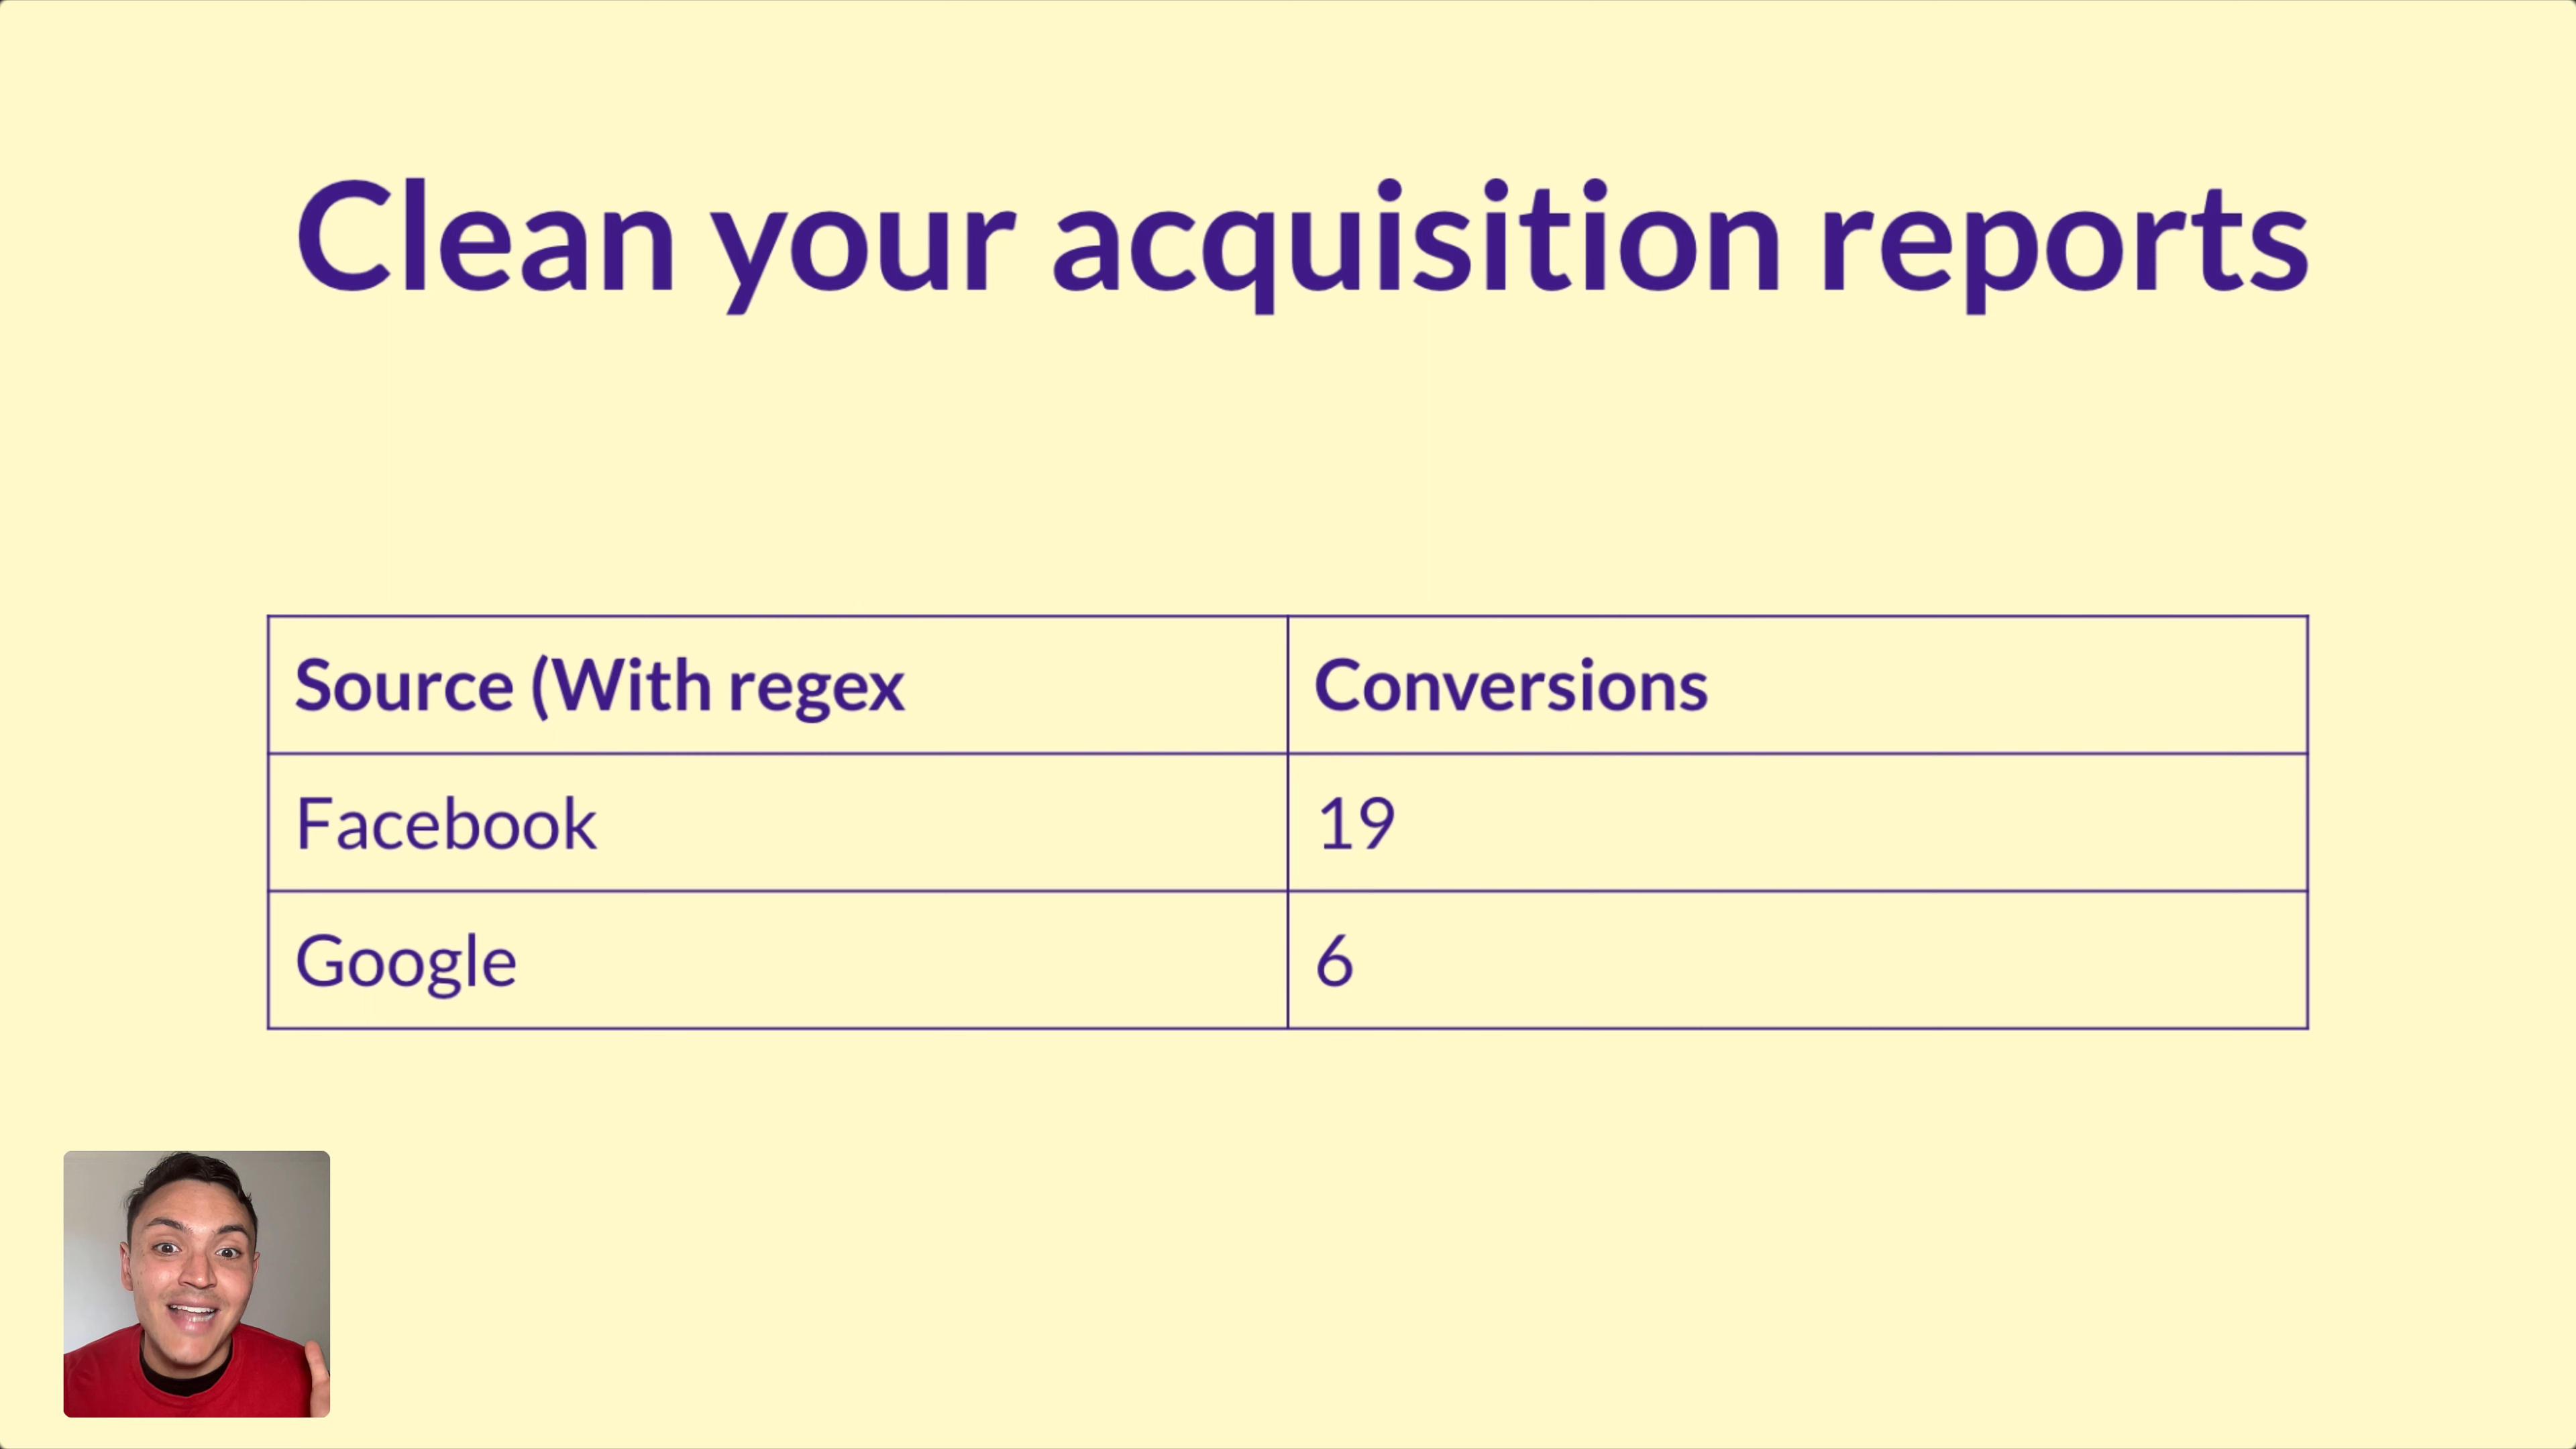 Clean your acquisition reports
Source (With regex
Conversions
Facebook
19
Google
6